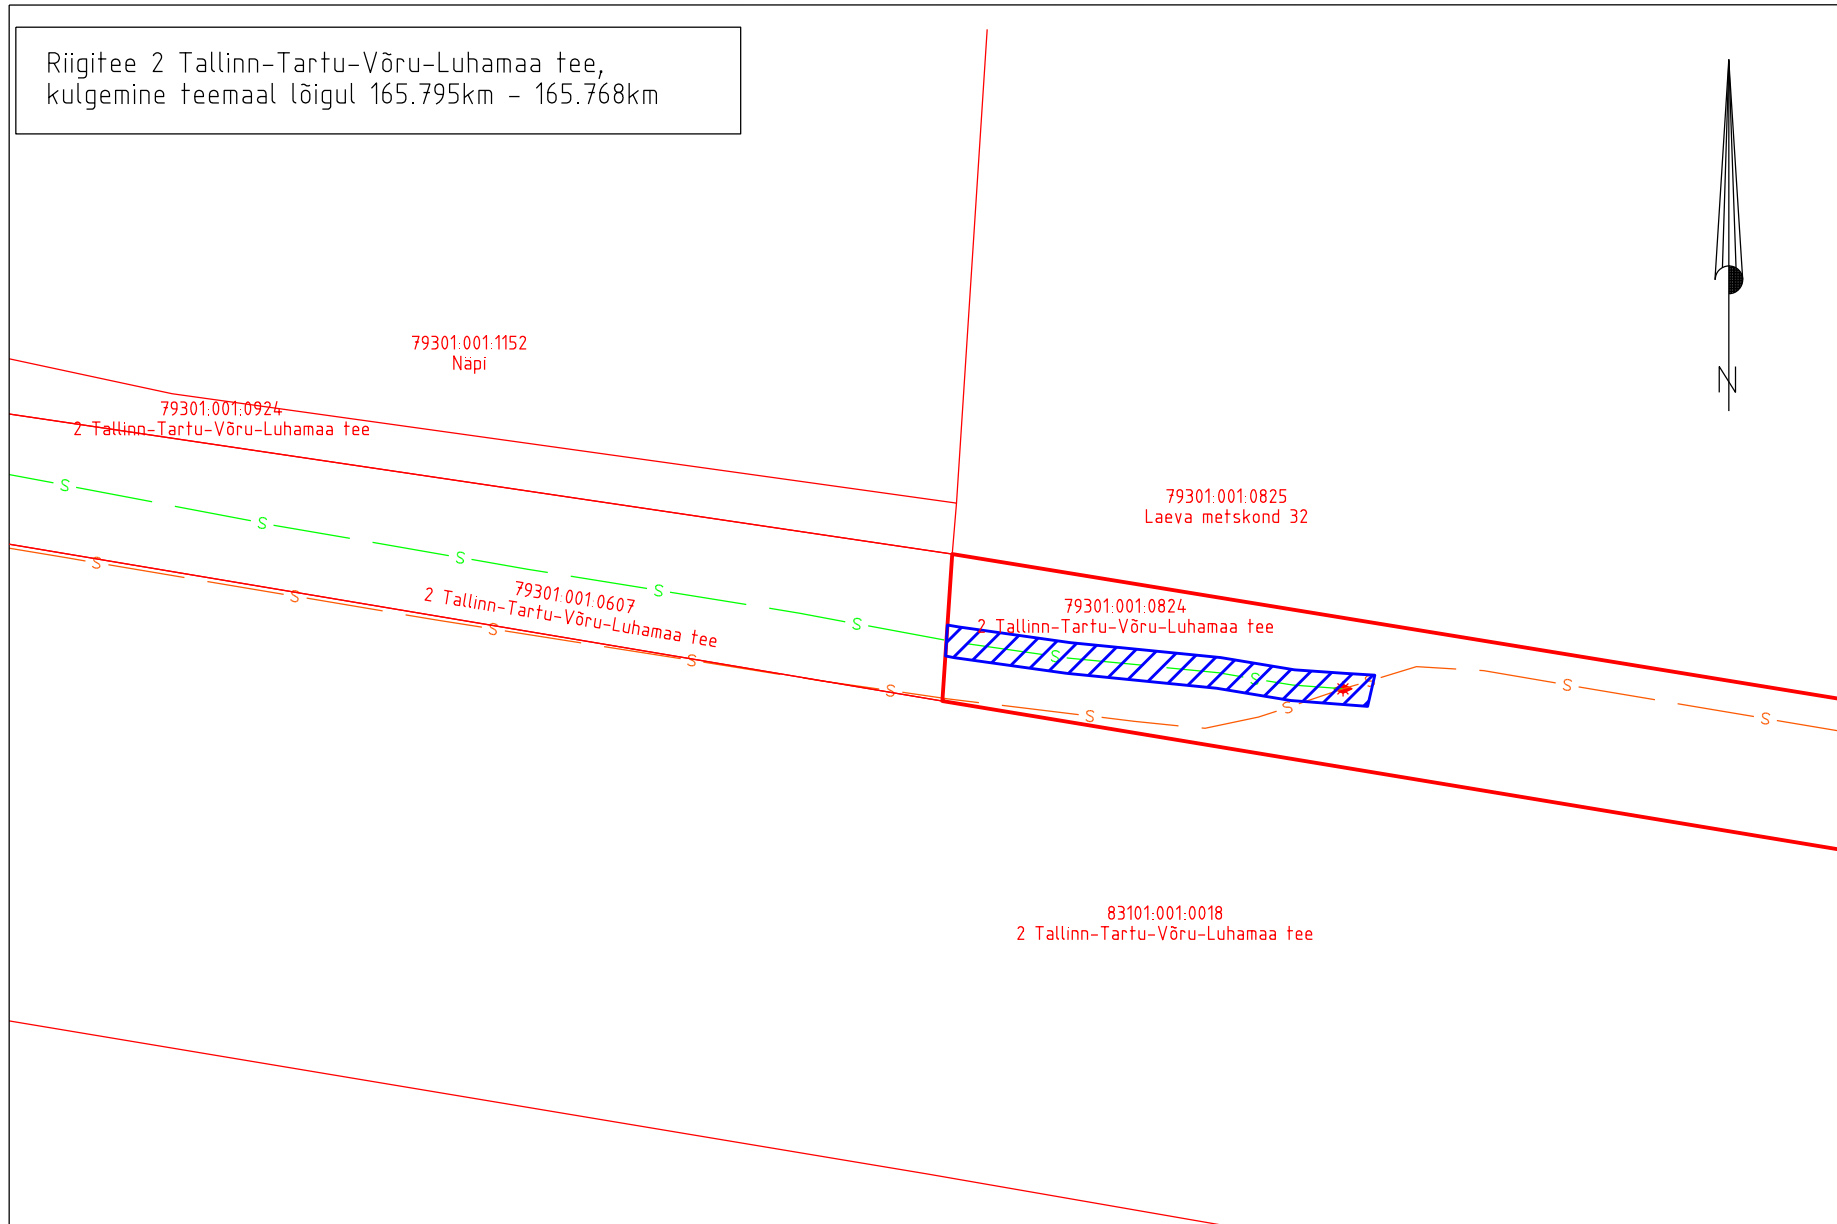 Riigitee 2 Tallinn-Tartu-Võru-Luhamaa tee,
kulgemine teemaal lõigul 165.795km - 165.768km
N
79301:001:1152
Näpi
79301:001:0924
2 Tallinn-Tartu-Võru-Luhamaa tee
79301:001:0825
Laeva metskond 32
S
S
S
S
S
79301:001:0607
2 Tallinn-Tartu-Võru-Luhamaa tee
79301:001:0824
2 Tallinn-Tartu-Võru-Luhamaa tee
S
S
S
S
S
S
S
S
S
S
S
83101:001:0018
2 Tallinn-Tartu-Võru-Luhamaa tee